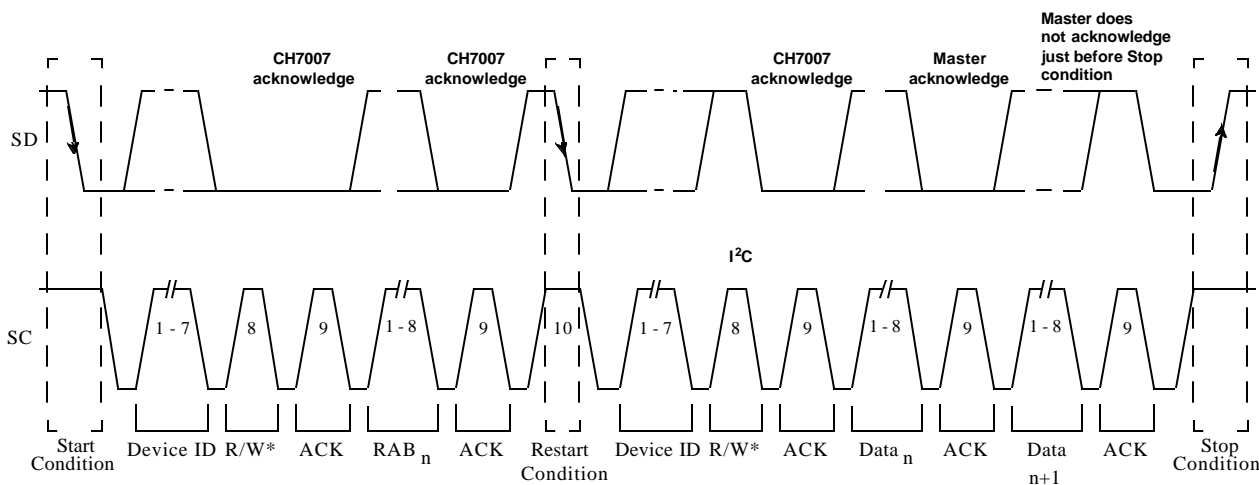 CH7007
acknowledge
CH7007
acknowledge
CH7007
acknowledge
Master
acknowledge
Master does
not acknowledge
just before Stop
condition
SD
I²C
SC
1 - 7
8
9
1 - 8
9
10
1 - 7
8
9
1 - 8
9
1 - 8
9
Start
Condition
Device ID
R/W*
ACK
RAB n
ACK
Restart
Condition
Device ID
R/W*
ACK
Data n
ACK
Data
n+1
ACK
Stop
Condition